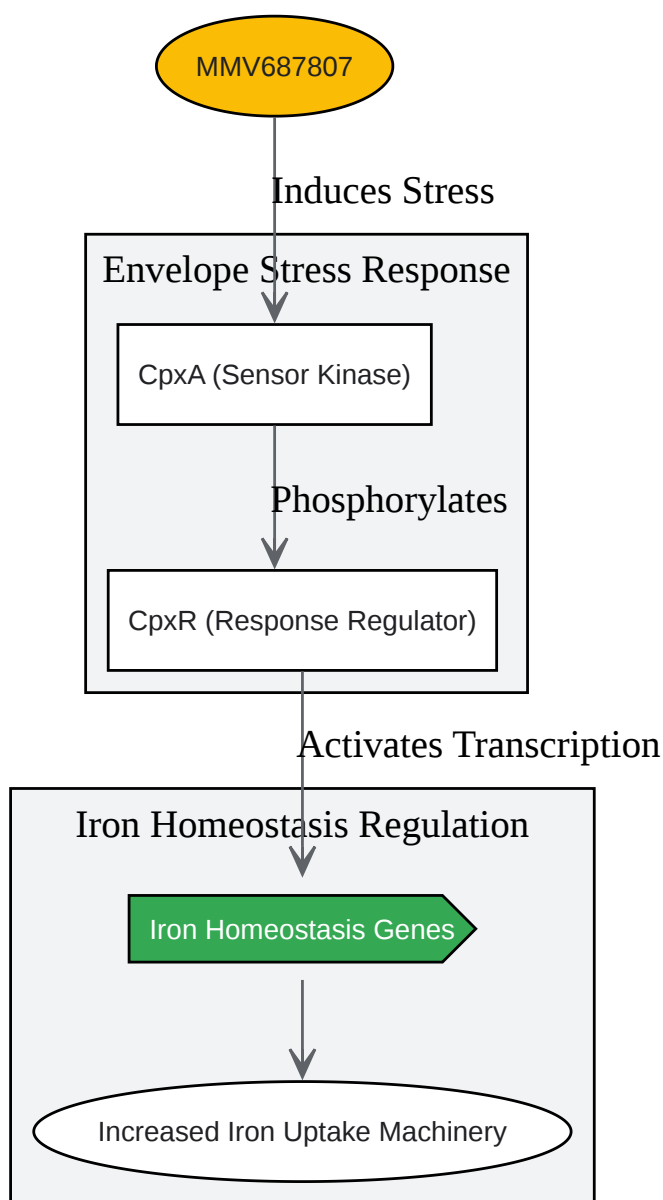 MMV687807
Induces Stress
Envelope Stress Response
CpxA (Sensor Kinase)
Phosphorylates
CpxR (Response Regulator)
Activates Transcription
Iron Homeostasis Regulation
Iron Homeostasis Genes
Increased Iron Uptake Machinery